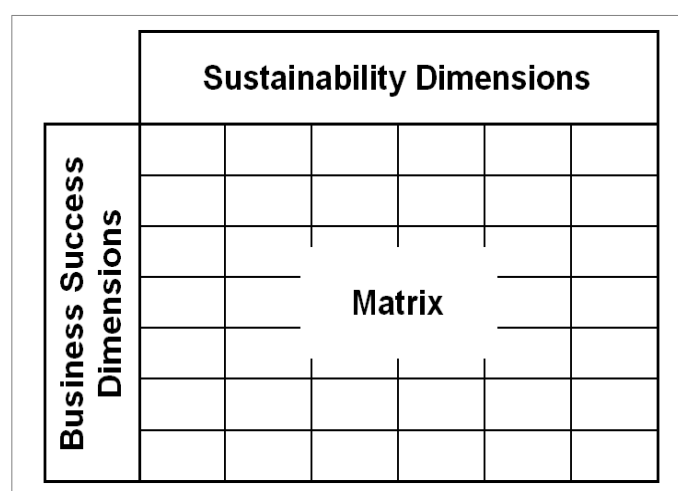 Sustainability Dimensions
Business Success
Dimensions
Matrix